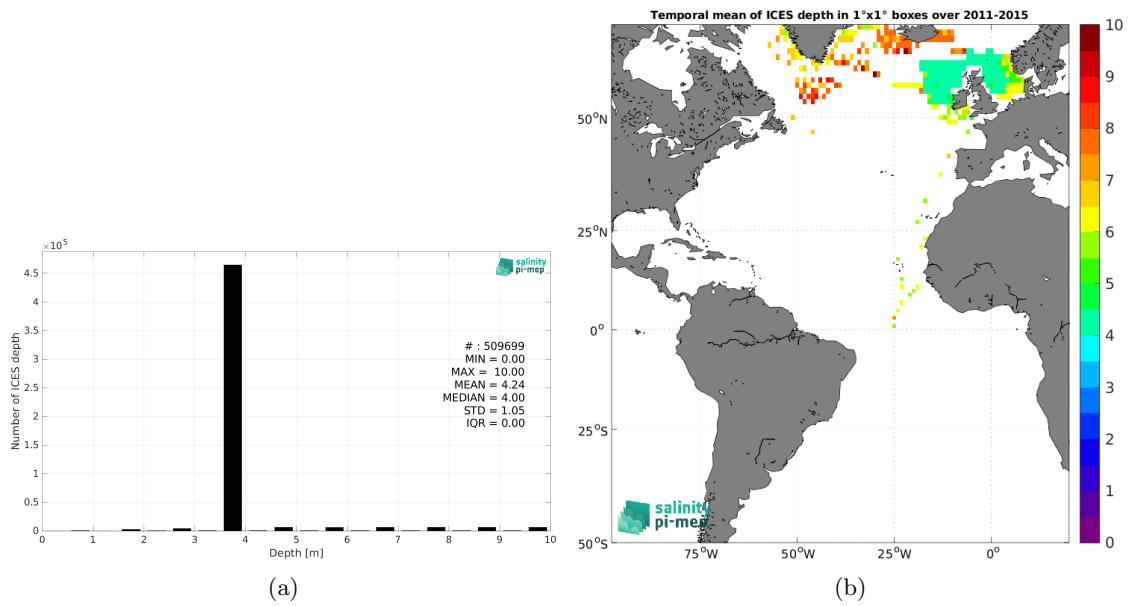 ×10⁵
4.5
4
3.5
3
2.5
2
1.5
1
0.5
0
Number of ICES depth
0 1 2 3 4 5 6 7 8 9 10
Depth [m]
salinity
pi-mep
# : 509699
MIN = 0.00
MAX = 10.00
MEAN = 4.24
MEDIAN = 4.00
STD = 1.05
IQR = 0.00
(a)
Temporal mean of ICES depth in 1°x1° boxes over 2011-2015
50°N
25°N
0°
25°S
50°S
75°W 50°W 25°W 0°
salinity
pi-mep
10
9
8
7
6
5
4
3
2
1
0
(b)